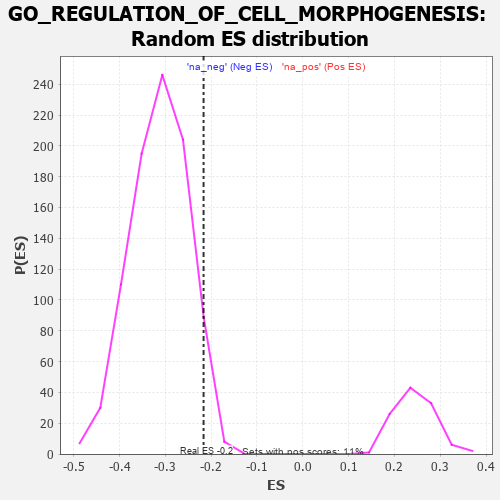 GO_REGULATION_OF_CELL_MORPHOGENESIS:
Random ES distribution
'na_neg' (Neg ES) 'na_pos' (Pos ES)
240
220
200
180
160
140
120
100
80
60
40
20
0
P(ES)
Real ES -0.2 Sets with pos scores: 11%
-0.5 -0.4 -0.3 -0.2 -0.1 0.0 0.1 0.2 0.3 0.4
ES